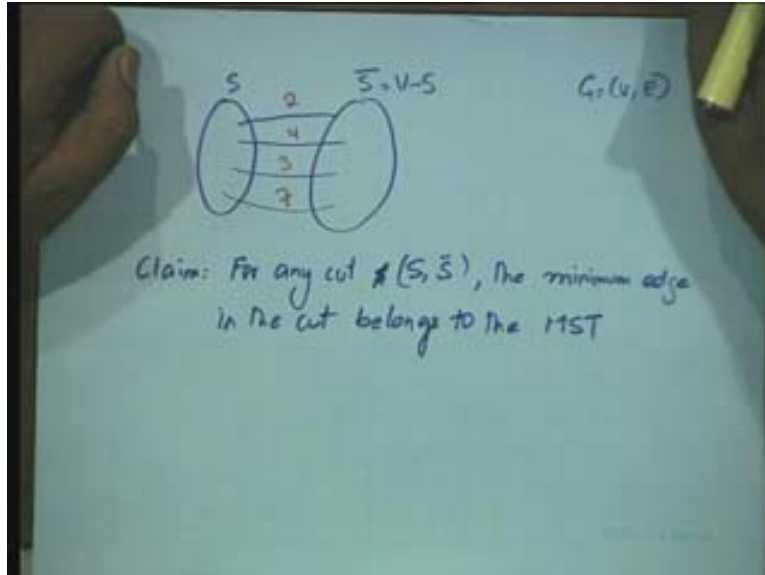 S S̄ = V-S G=(V,E)
2
4
3
7
Claim: For any cut (S, S̄), the minimum edge
in the cut belongs to the MST